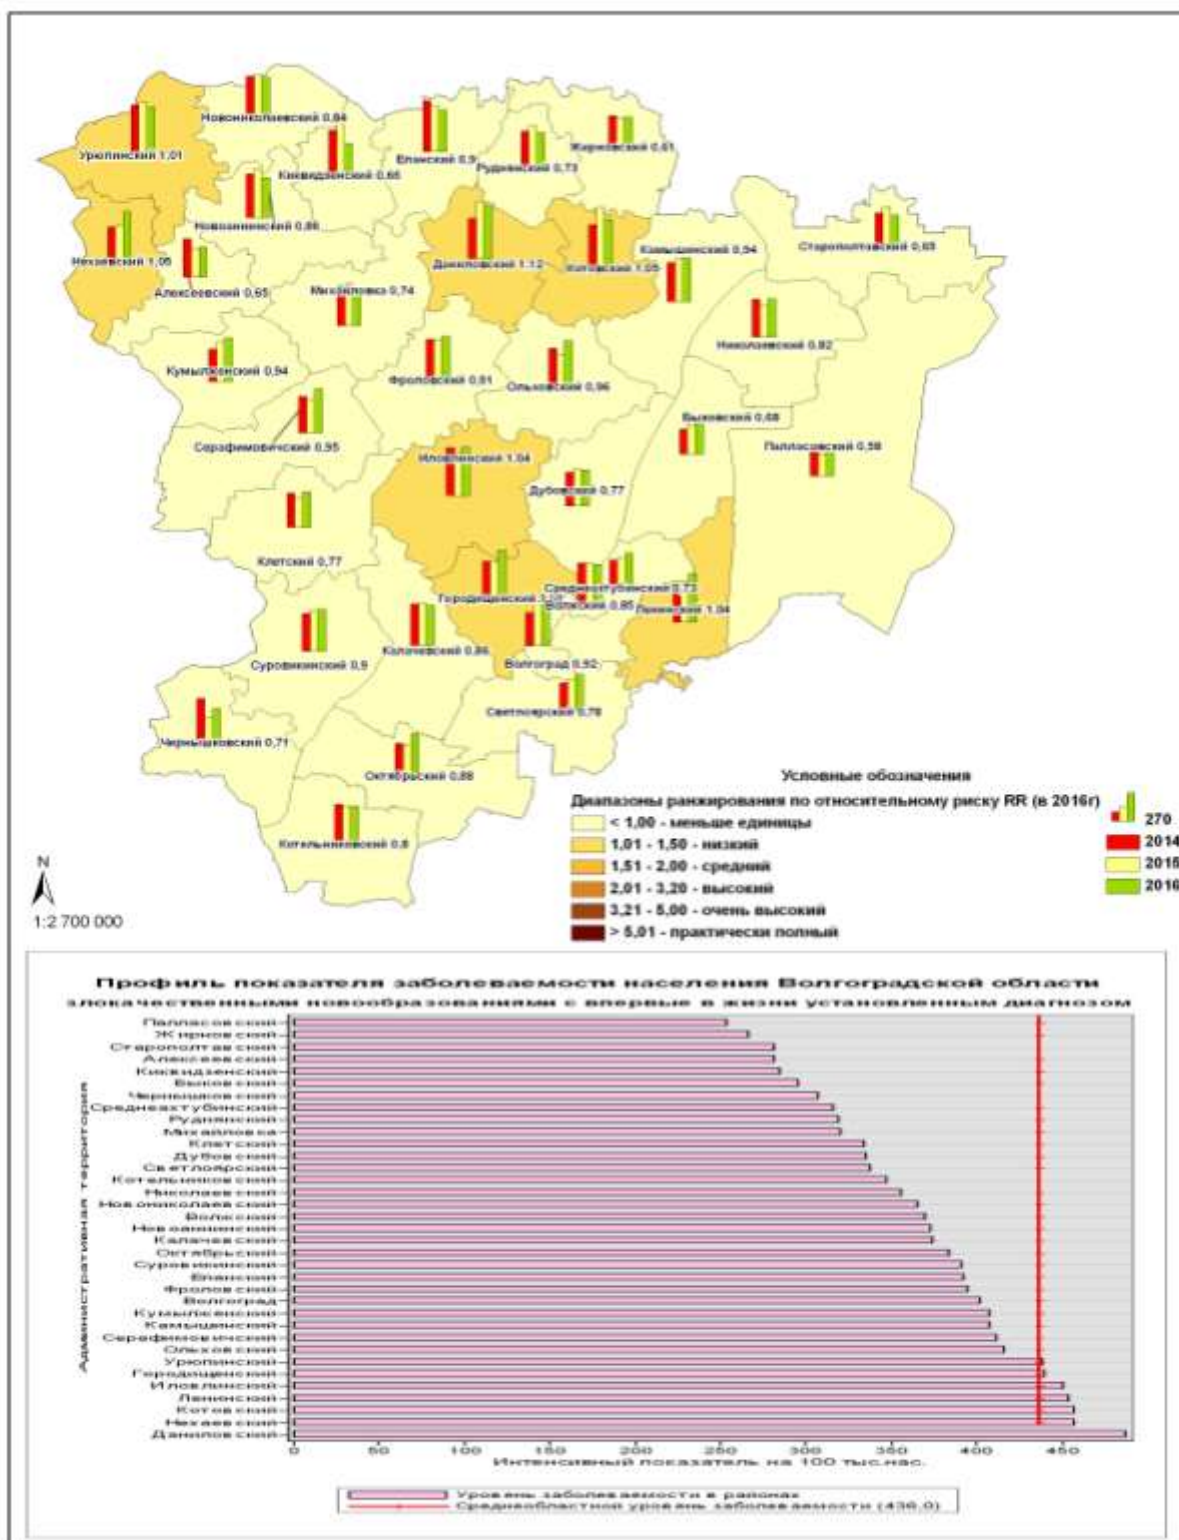 Новониколаевский 0,84
Урюпинский 1,01
Киквидзенский 0,65
Еланский 0,9
Руднянский 0,73
Жирновский 0,61
Новоаннинский 0,86
Нехаевский 1,05
Алексеевский 0,65
Даниловский 1.12
Котовский 1.05
Камышинский 0,94
Старополтавский 0,65
Михайловка 0,74
Николаевский 0,82
Кумылженский 0,94
Фроловский 0,91
Ольховский 0,96
Серафимовичский 0,95
Быковский 0,68
Палласовский 0,58
Иловлинский 1.04
Дубовский 0,77
Клетский 0,77
Городищенский
Среднеахтубинский 0,73
Волжский 0,85
Ленинский 1.04
Суровикинский 0,9
Калачевский 0,86
Волгоград 0,92
Светлоярский 0,78
Чернышковский 0,71
Октябрьский 0,88
Котельниковский 0,8
Условные обозначения
Диапазоны ранжирования по относительному риску RR (в 2016г)
< 1,00 - меньше единицы
1,01 - 1,50 - низкий
1,51 - 2,00 - средний
2,01 - 3,20 - высокий
3,21 - 5,00 - очень высокий
> 5,01 - практически полный
270
2014
2015
2016
N
1:2 700 000
Профиль показателя заболеваемости населения Волгоградской области
злокачественными новообразованиями с впервые в жизни установленным диагнозом
Административная территория
Палласовский
Жирновский
Старополтавский
Алексеевский
Киквидзенский
Быковский
Чернышковский
Среднеахтубинский
Руднянский
Михайловка
Клетский
Дубовский
Светлоярский
Котельниковский
Николаевский
Новониколаевский
Волжский
Новоаннинский
Калачевский
Октябрьский
Суровикинский
Еланский
Фроловский
Волгоград
Кумылженский
Камышинский
Серафимовичский
Ольховский
Урюпинский
Городищенский
Иловлинский
Ленинский
Котовский
Нехаевский
Даниловский
0 50 100 150 200 250 300 350 400 450
Интенсивный показатель на 100 тыс.нас.
Уровень заболеваемости в районах
Среднеобластной уровень заболеваемости (436,0)